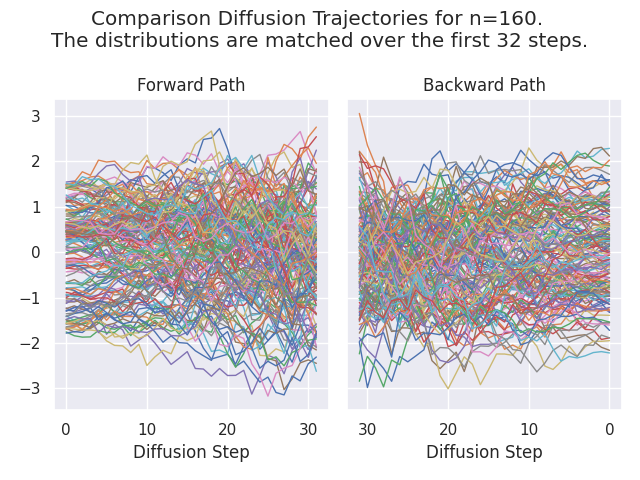 Comparison Diffusion Trajectories for n=160.
The distributions are matched over the first 32 steps.
Forward Path
Backward Path
3
2
1
0
−1
−2
−3
0 10 20 30
30 20 10 0
Diffusion Step
Diffusion Step